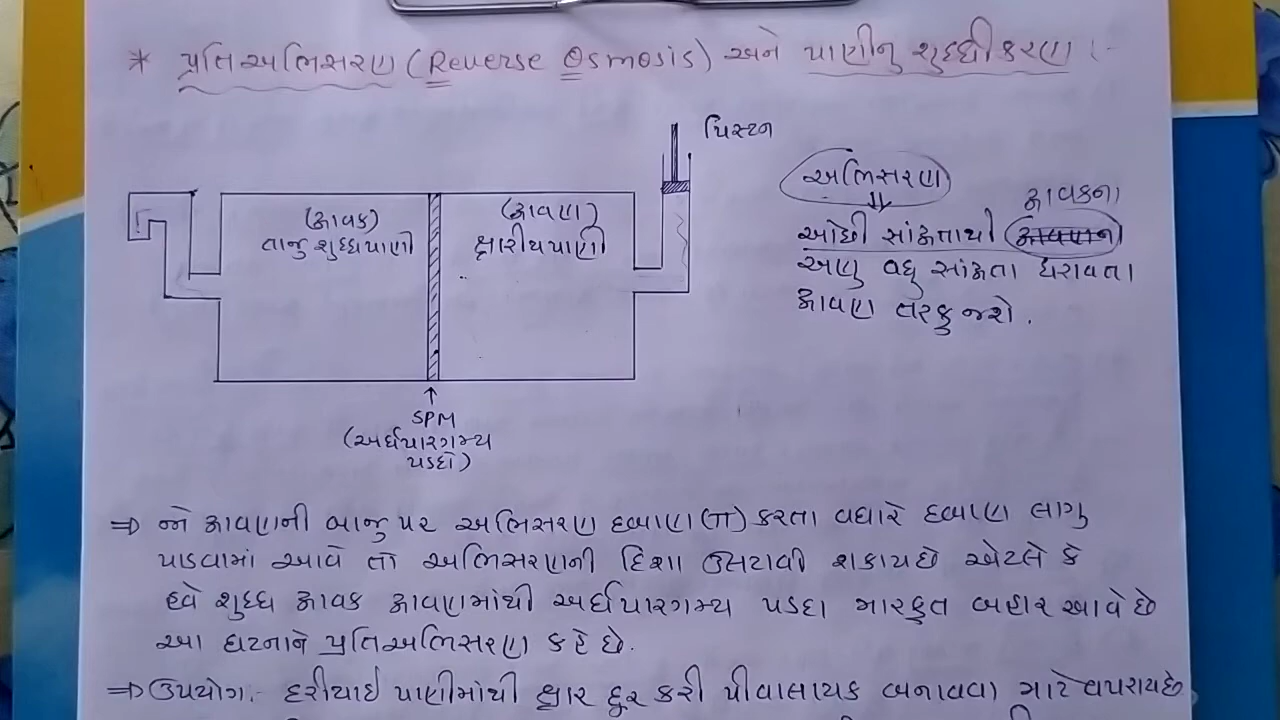 * પ્રતિઅભિસરણ (Reverse Osmosis) અને પાણીનુ શુધ્ધીકરણ :-
પિસ્ટન
(દ્રાવક)
તાજુ શુધ્ધપાણી
(દ્રાવણ)
ક્ષારીયપાણી
અભિસરણ
⇓
દ્રાવકના
ઓછી સાંદ્રતાથી
અણુ વધુ સાંદ્રતા ધરાવતા
દ્રાવણ તરફ જશે.
↑
SPM
(અર્ધપારગમ્ય
પડદો)
⇒ જો દ્રાવણની બાજુ પર અભિસરણ દબાણ(π) કરતા વધારે દબાણ લાગુ
પાડવામાં આવે તો અભિસરણની દિશા ઉલટાવી શકાયછે એટલે કે
હવે શુધ્ધ દ્રાવક દ્રાવણમાંથી અર્ધપારગમ્ય પડદા મારફત બહાર આવે છે
આ ઘટનાને પ્રતિઅભિસરણ કહે છે.
⇒ ઉપયોગ:- દરીયાઈ પાણીમાંથી ક્ષાર દુર કરી પીવાલાયક બનાવવા માટે વપરાયછે